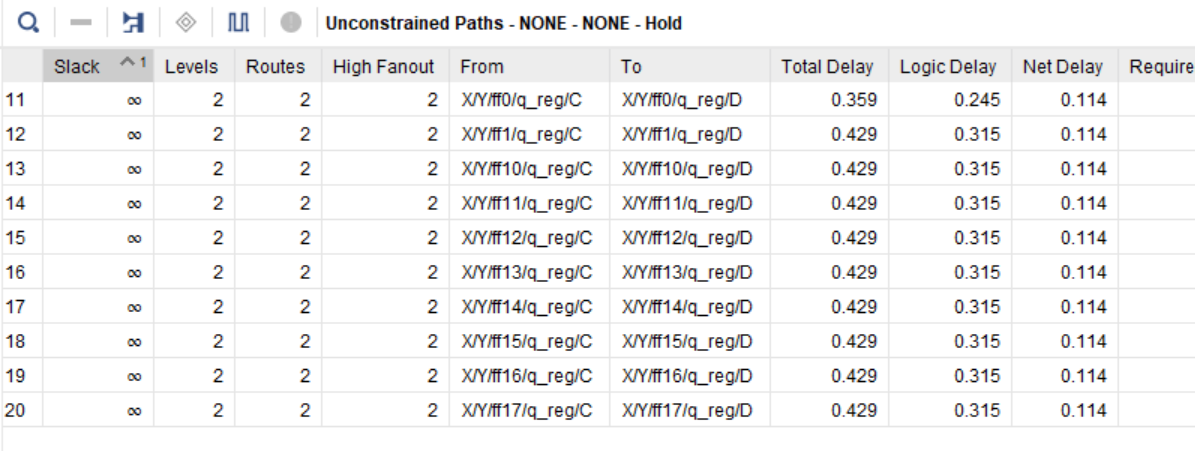 Unconstrained Paths - NONE - NONE - Hold
Slack ^ 1 Levels Routes High Fanout From To Total Delay Logic Delay Net Delay Require
11 ∞ 2 2 2 X/Y/ff0/q_reg/C X/Y/ff0/q_reg/D 0.359 0.245 0.114
12 ∞ 2 2 2 X/Y/ff1/q_reg/C X/Y/ff1/q_reg/D 0.429 0.315 0.114
13 ∞ 2 2 2 X/Y/ff10/q_reg/C X/Y/ff10/q_reg/D 0.429 0.315 0.114
14 ∞ 2 2 2 X/Y/ff11/q_reg/C X/Y/ff11/q_reg/D 0.429 0.315 0.114
15 ∞ 2 2 2 X/Y/ff12/q_reg/C X/Y/ff12/q_reg/D 0.429 0.315 0.114
16 ∞ 2 2 2 X/Y/ff13/q_reg/C X/Y/ff13/q_reg/D 0.429 0.315 0.114
17 ∞ 2 2 2 X/Y/ff14/q_reg/C X/Y/ff14/q_reg/D 0.429 0.315 0.114
18 ∞ 2 2 2 X/Y/ff15/q_reg/C X/Y/ff15/q_reg/D 0.429 0.315 0.114
19 ∞ 2 2 2 X/Y/ff16/q_reg/C X/Y/ff16/q_reg/D 0.429 0.315 0.114
20 ∞ 2 2 2 X/Y/ff17/q_reg/C X/Y/ff17/q_reg/D 0.429 0.315 0.114